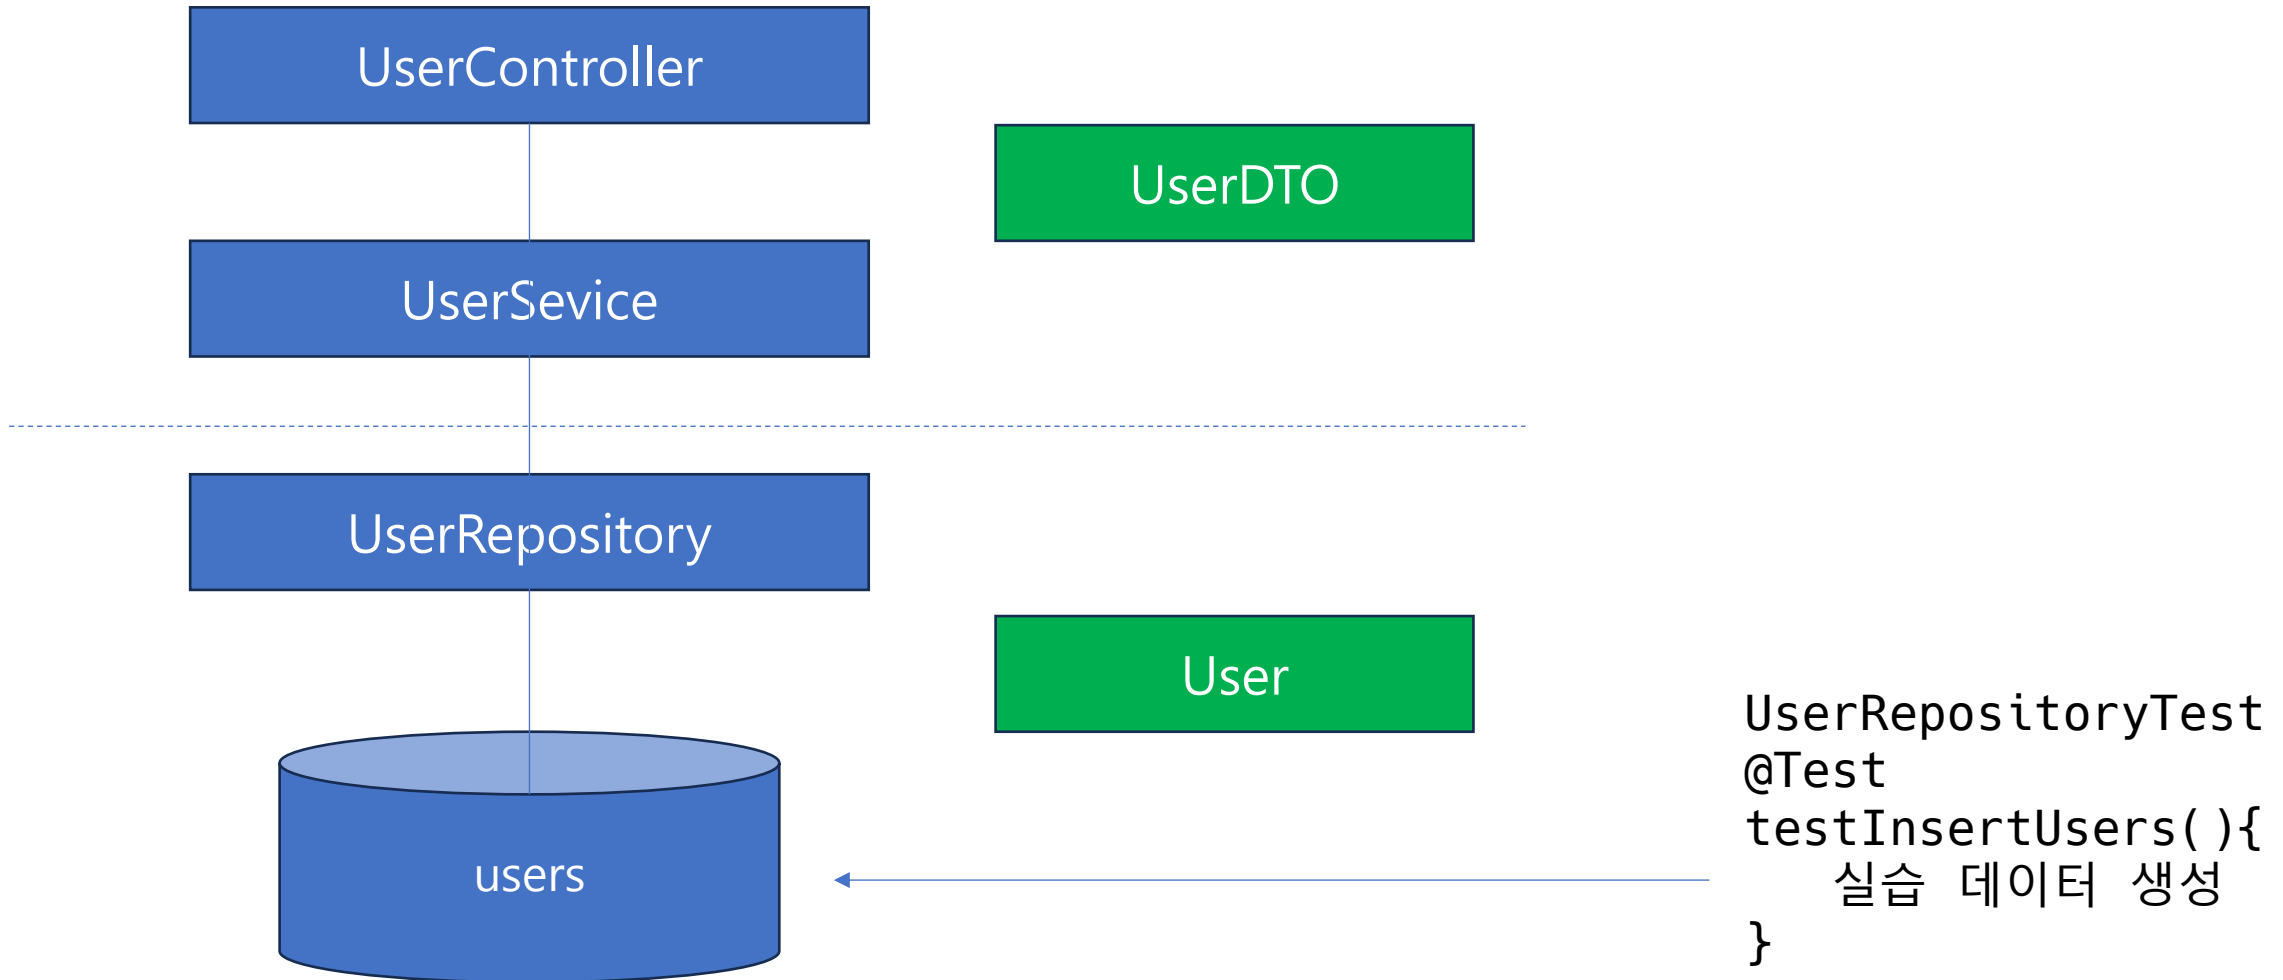 UserController
UserDTO
UserSevice
UserRepository
User
users
UserRepositoryTest
@Test
testInsertUsers(){
실습 데이터 생성
}